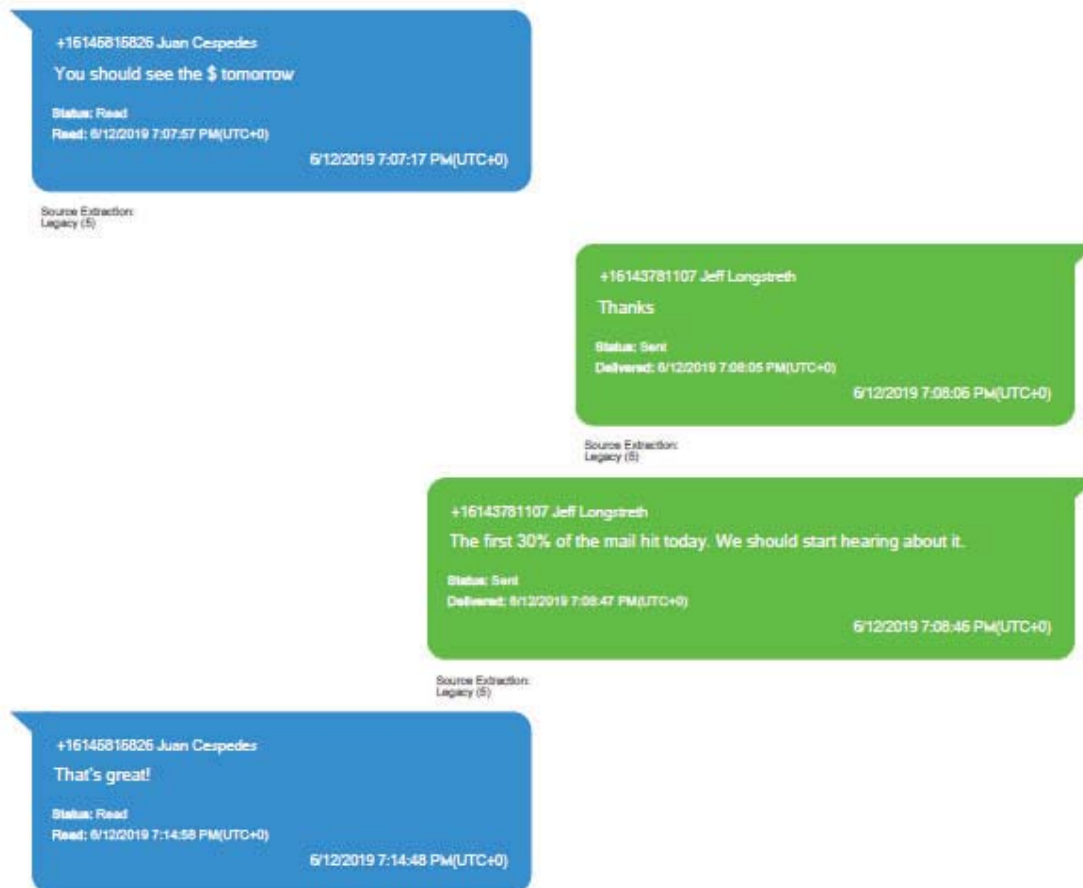 +16145815826 Juan Cespedes
You should see the $ tomorrow
Status: Read
Read: 6/12/2019 7:07:57 PM(UTC+0)
6/12/2019 7:07:17 PM(UTC+0)
Source Extraction:
Legacy (5)
+16143781107 Jeff Longstreth
Thanks
Status: Sent
Delivered: 6/12/2019 7:08:05 PM(UTC+0)
6/12/2019 7:08:06 PM(UTC+0)
Source Extraction:
Legacy (5)
+16143781107 Jeff Longstreth
The first 30% of the mail hit today. We should start hearing about it.
Status: Sent
Delivered: 6/12/2019 7:08:47 PM(UTC+0)
6/12/2019 7:08:46 PM(UTC+0)
Source Extraction:
Legacy (5)
+16145815826 Juan Cespedes
That's great!
Status: Read
Read: 6/12/2019 7:14:58 PM(UTC+0)
6/12/2019 7:14:48 PM(UTC+0)